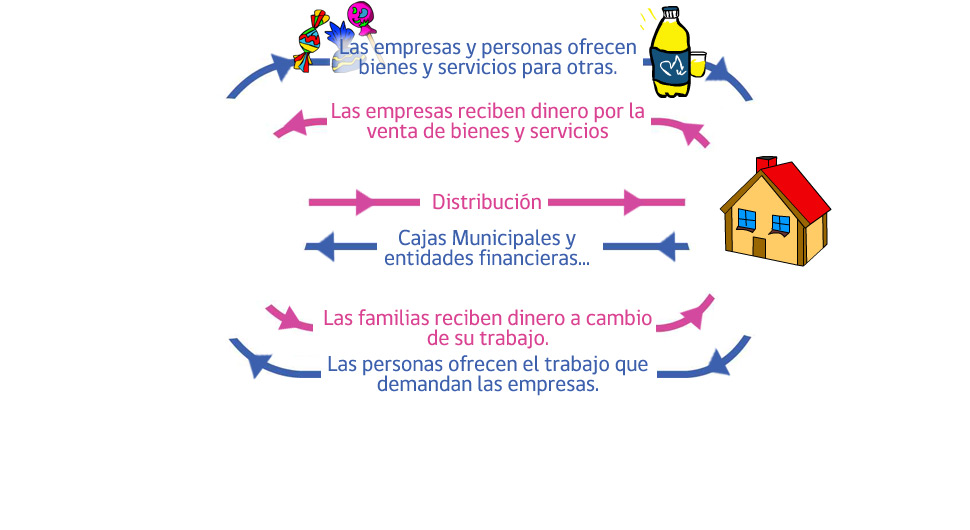 Las empresas y personas ofrecen
bienes y servicios para otras.
Las empresas reciben dinero por la
venta de bienes y servicios
Distribución
Cajas Municipales y
entidades financieras...
Las familias reciben dinero a cambio
de su trabajo.
Las personas ofrecen el trabajo que
demandan las empresas.